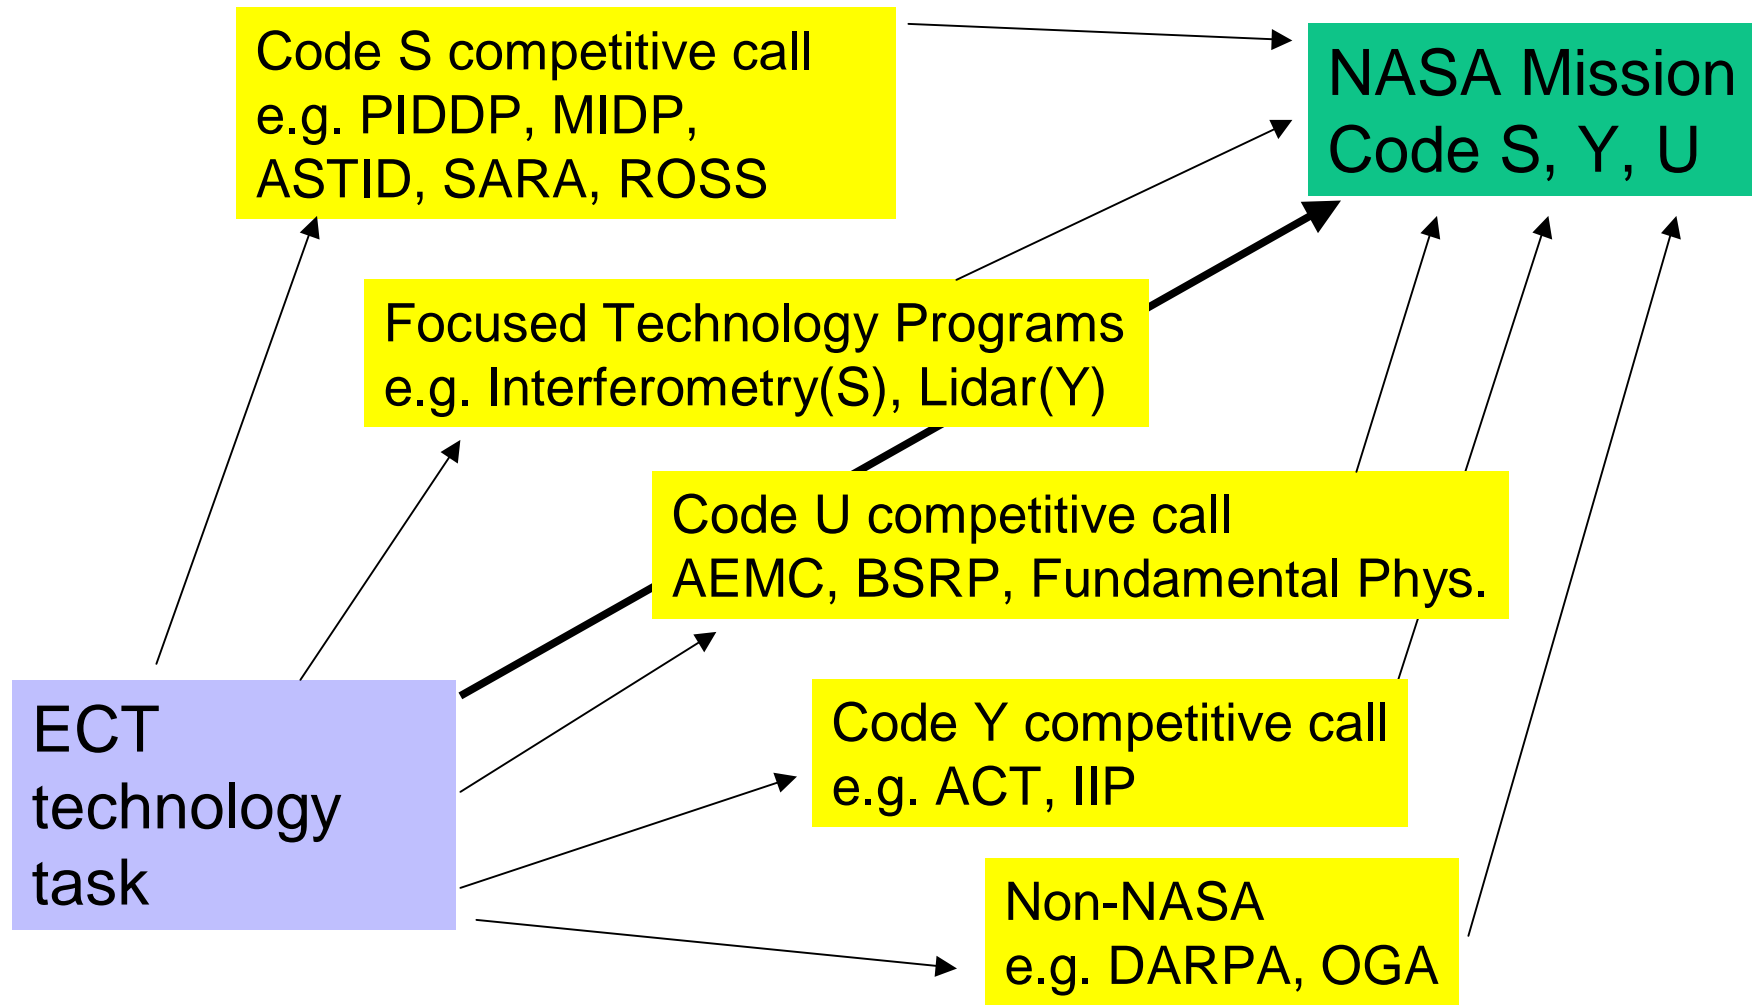 Code S competitive call
e.g. PIDDP, MIDP,
ASTID, SARA, ROSS
NASA Mission
Code S, Y, U
Focused Technology Programs
e.g. Interferometry(S), Lidar(Y)
Code U competitive call
AEMC, BSRP, Fundamental Phys.
ECT
technology
task
Code Y competitive call
e.g. ACT, IIP
Non-NASA
e.g. DARPA, OGA